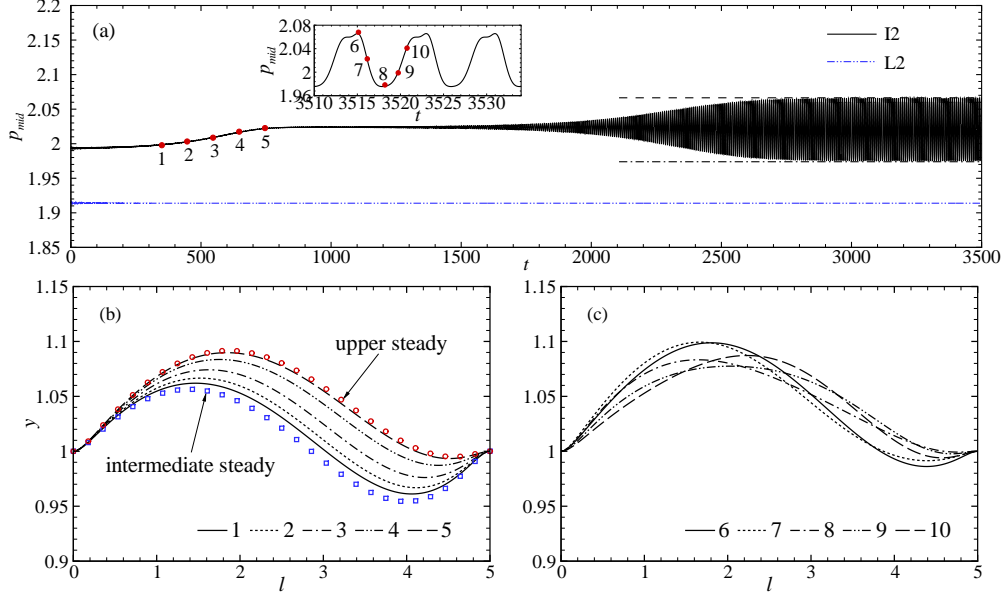 (a)
2.2
2.15
2.1
2.05
2
1.95
1.9
1.85
p_mid
0 500 1000 1500 2000 2500 3000 3500
t
1 2 3 4 5
I2
L2
2.08
2.04
2
1.96
p_mid
3510 3515 3520 3525 3530
t
6 7 8 9 10
(b)
1.15
1.1
1.05
1
0.95
0.9
y
upper steady
intermediate steady
1 2 3 4 5
0 1 2 3 4 5
l
(c)
1.15
1.10
1.05
1
0.95
0.9
6 7 8 9 10
0 1 2 3 4 5
l